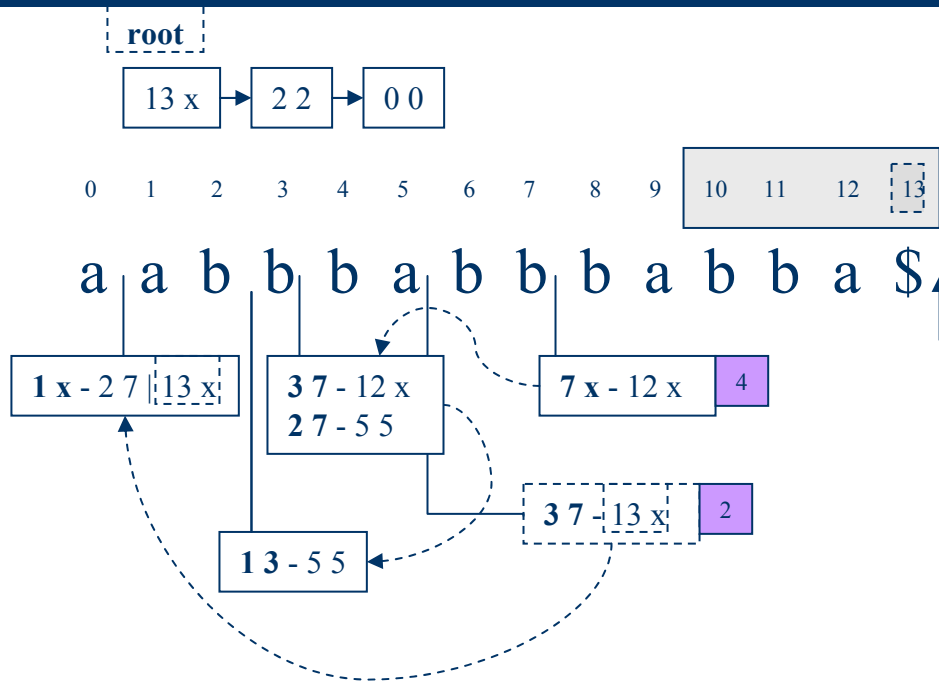 root
13 x 2 2 0 0
0 1 2 3 4 5 6 7 8 9 10 11 12 13
a a b b b a b b b a b b a $
1 x - 2 7 | 13 x
3 7 - 12 x
2 7 - 5 5
7 x - 12 x 4
3 7 - 13 x 2
1 3 - 5 5